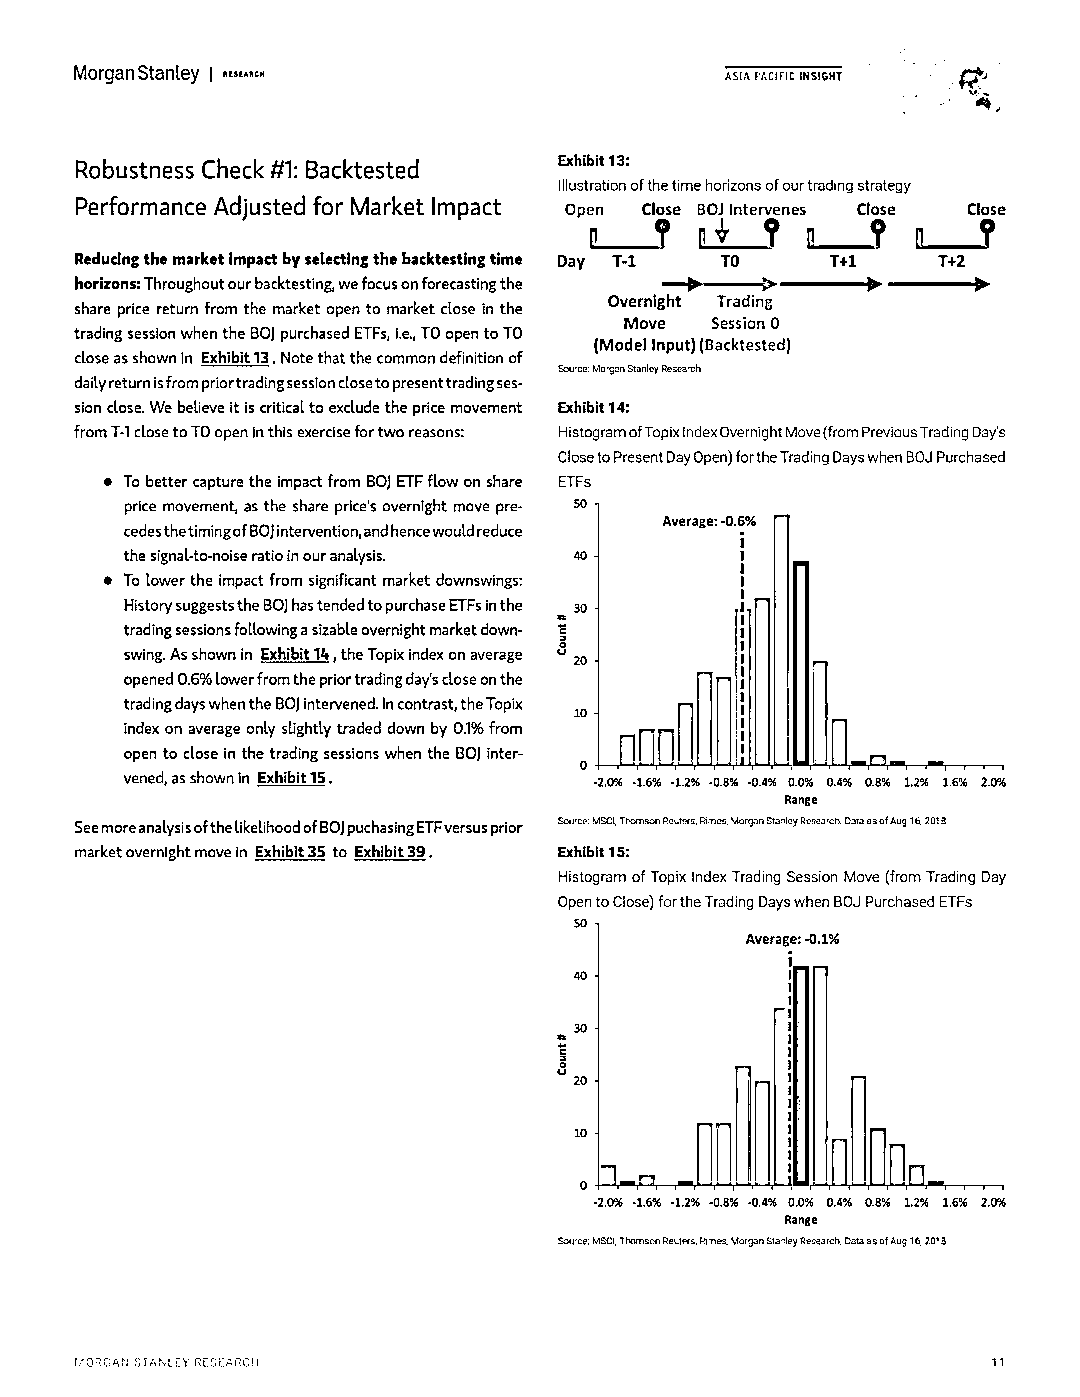 Morgan Stanley | RESEARCH
ASIA PACIFIC INSIGHT
Robustness Check #1: Backtested
Performance Adjusted for Market Impact
Reducing the market impact by selecting the backtesting time
horizons: Throughout our backtesting, we focus on forecasting the
share price return from the market open to market close in the
trading session when the BOJ purchased ETFs, i.e., T0 open to T0
close as shown in Exhibit 13 . Note that the common definition of
daily return is from prior trading session close to present trading ses-
sion close. We believe it is critical to exclude the price movement
from T-1 close to T0 open in this exercise for two reasons:
● To better capture the impact from BOJ ETF flow on share
price movement, as the share price's overnight move pre-
cedes the timing of BOJ intervention, and hence would reduce
the signal-to-noise ratio in our analysis.
● To lower the impact from significant market downswings:
History suggests the BOJ has tended to purchase ETFs in the
trading sessions following a sizable overnight market down-
swing. As shown in Exhibit 14 , the Topix index on average
opened 0.6% lower from the prior trading day's close on the
trading days when the BOJ intervened. In contrast, the Topix
index on average only slightly traded down by 0.1% from
open to close in the trading sessions when the BOJ inter-
vened, as shown in Exhibit 15 .
See more analysis of the likelihood of BOJ puchasing ETF versus prior
market overnight move in Exhibit 35 to Exhibit 39 .
Exhibit 13:
Illustration of the time horizons of our trading strategy
Open Close BOJ Intervenes Close Close
Day T-1 T0 T+1 T+2
Overnight Trading
Move Session 0
(Model Input) (Backtested)
Source: Morgan Stanley Research
Exhibit 14:
Histogram of Topix Index Overnight Move (from Previous Trading Day's
Close to Present Day Open) for the Trading Days when BOJ Purchased
ETFs
50
Average: -0.6%
40
30
Count #
20
10
0
-2.0% -1.6% -1.2% -0.8% -0.4% 0.0% 0.4% 0.8% 1.2% 1.6% 2.0%
Range
Source: MSCI, Thomson Reuters, Rimes, Morgan Stanley Research. Data as of Aug 16, 2018
Exhibit 15:
Histogram of Topix Index Trading Session Move (from Trading Day
Open to Close) for the Trading Days when BOJ Purchased ETFs
50
Average: -0.1%
40
30
Count #
20
10
0
-2.0% -1.6% -1.2% -0.8% -0.4% 0.0% 0.4% 0.8% 1.2% 1.6% 2.0%
Range
Source: MSCI, Thomson Reuters, Rimes, Morgan Stanley Research, Data as of Aug 16, 2018
MORGAN STANLEY RESEARCH
11